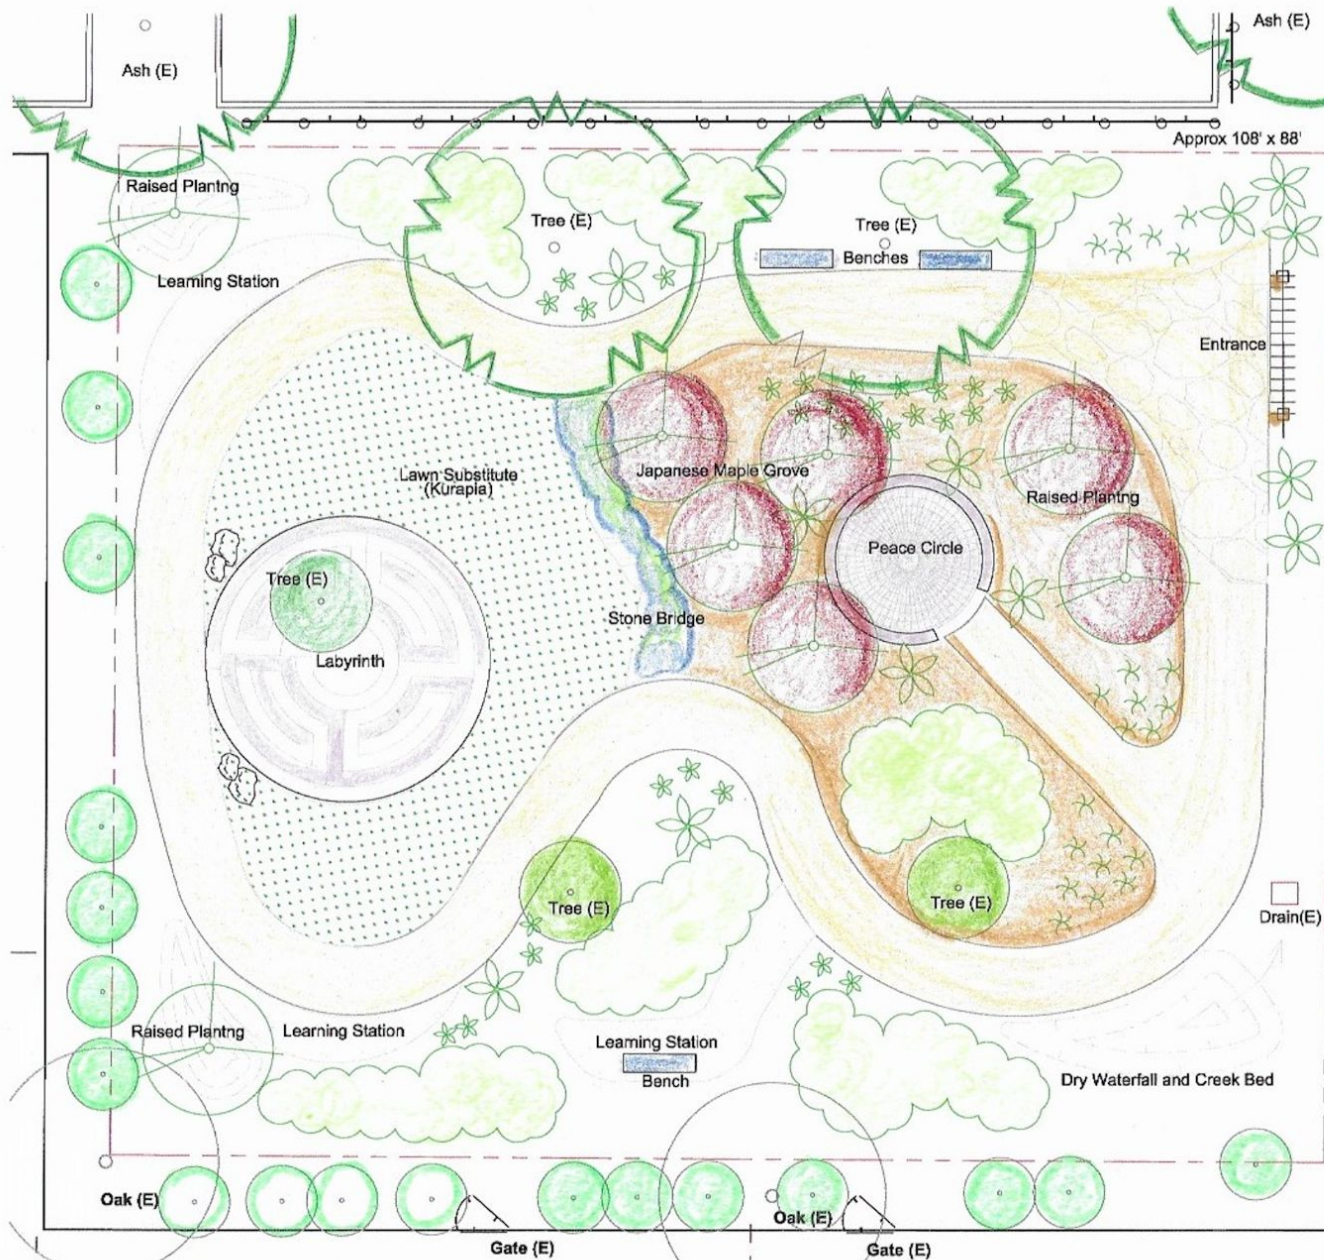 Ash (E)
Ash (E)
Approx 108' x 88'
Raised Plantng
Tree (E)
Tree (E)
Benches
Learning Station
Entrance
Lawn Substitute
(Kurapia)
Japanese Maple Grove
Raised Plantng
Peace Circle
Tree (E)
Stone Bridge
Labyrinth
Tree (E)
Tree (E)
Drain(E)
Raised Plantng
Learning Station
Learning Station
Bench
Dry Waterfall and Creek Bed
Oak (E)
Oak (E)
Gate (E)
Gate (E)